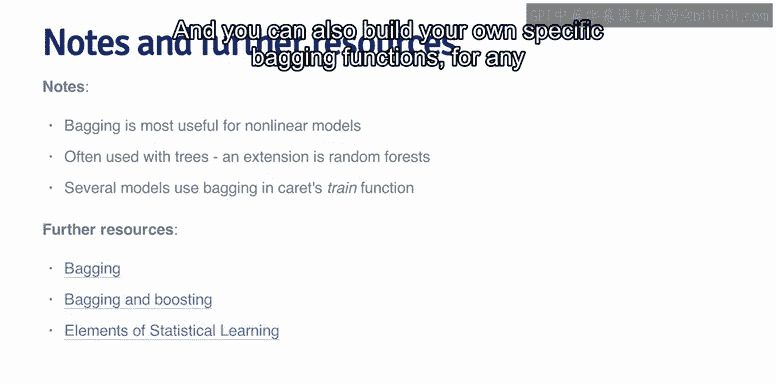 Notes and further resources
And you can also build your own specific
bagging functions, for any
Notes:
Bagging is most useful for nonlinear models
Often used with trees - an extension is random forests
Several models use bagging in caret's train function
Further resources:
Bagging
Bagging and boosting
Elements of Statistical Learning